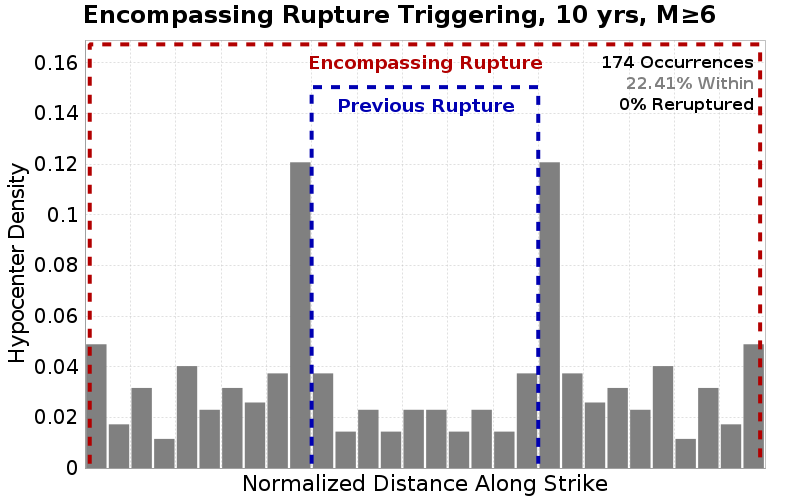 Encompassing Rupture Triggering, 10 yrs, M≥6
Encompassing Rupture
Previous Rupture
174 Occurrences
22.41% Within
0% Reruptured
Hypocenter Density
0.16
0.14
0.12
0.1
0.08
0.06
0.04
0.02
0
Normalized Distance Along Strike